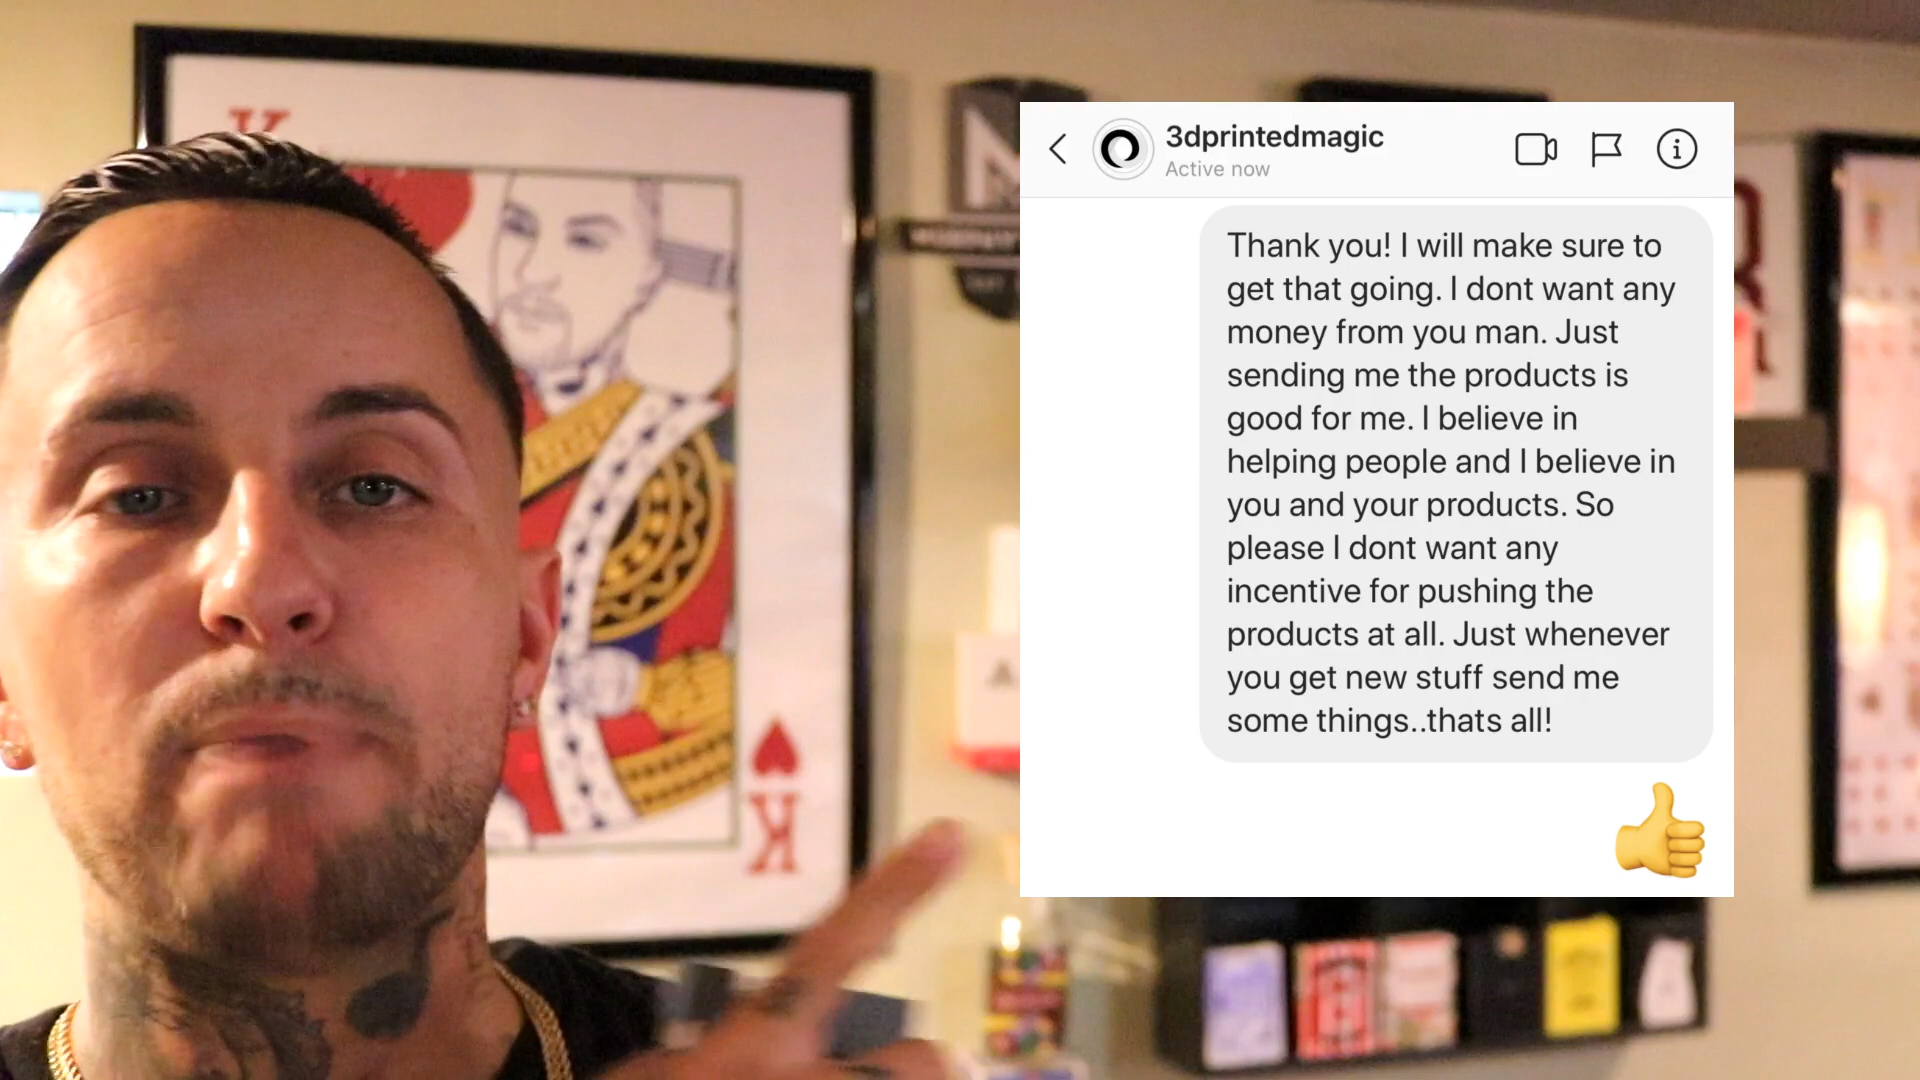 K
3dprintedmagic
Active now
Thank you! I will make sure to
get that going. I dont want any
money from you man. Just
sending me the products is
good for me. I believe in
helping people and I believe in
you and your products. So
please I dont want any
incentive for pushing the
products at all. Just whenever
you get new stuff send me
some things..thats all!
K